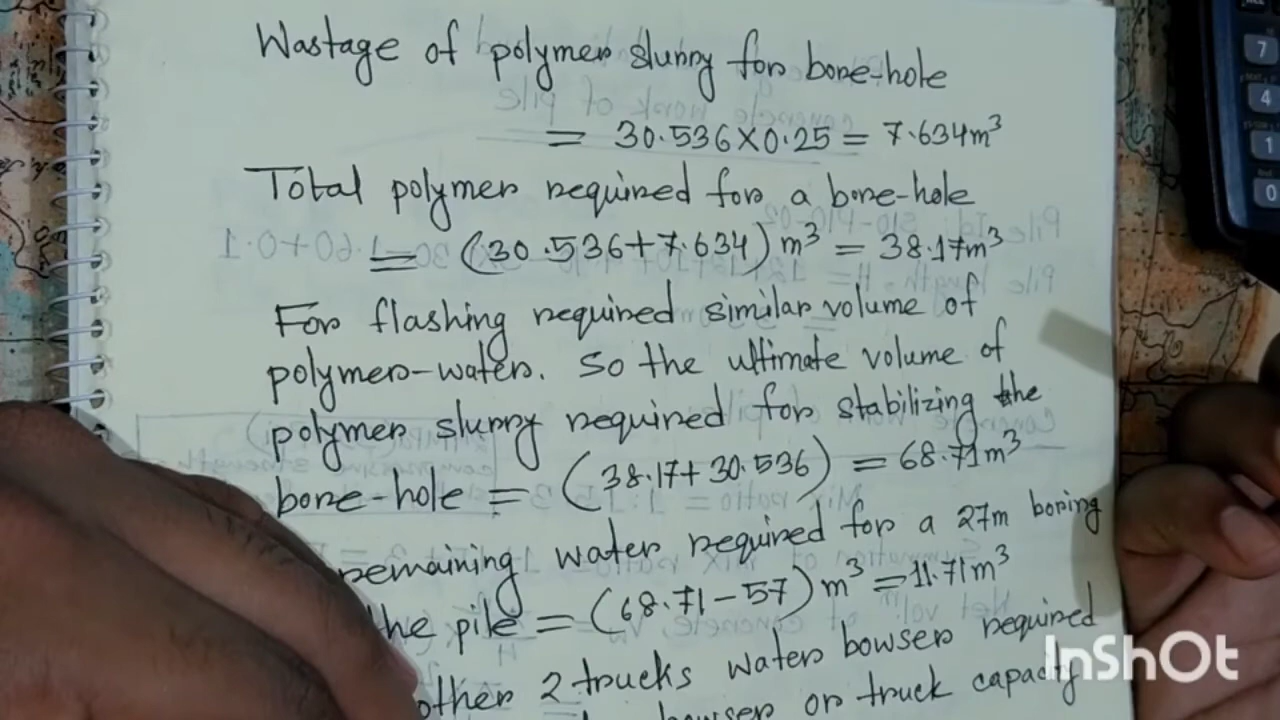 Wastage of polymer slurry for bore-hole
= 30.536×0.25 = 7.634m³
Total polymer required for a bore-hole
= (30.536+7.634) m³ = 38.17m³
For flashing required similar volume of
polymer-water. So the ultimate volume of
polymer slurry required for stabilizing the
bore-hole = (38.17+30.536) = 68.71m³
remaining water required for a 27m boring
the pile = (68.71-57) m³ = 11.71m³
other 2 trucks water bowser required
bowser or truck capacity
InShOt
7
4
1
0